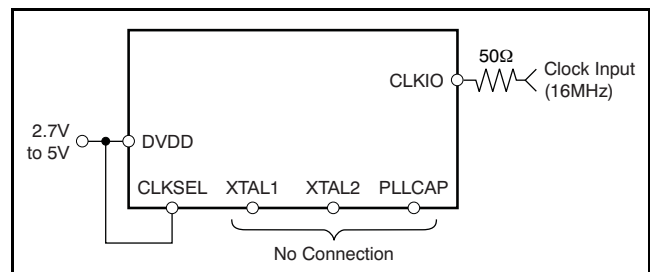 50Ω
CLKIO
Clock Input
(16MHz)
2.7V
to 5V
DVDD
CLKSEL XTAL1 XTAL2 PLLCAP
No Connection